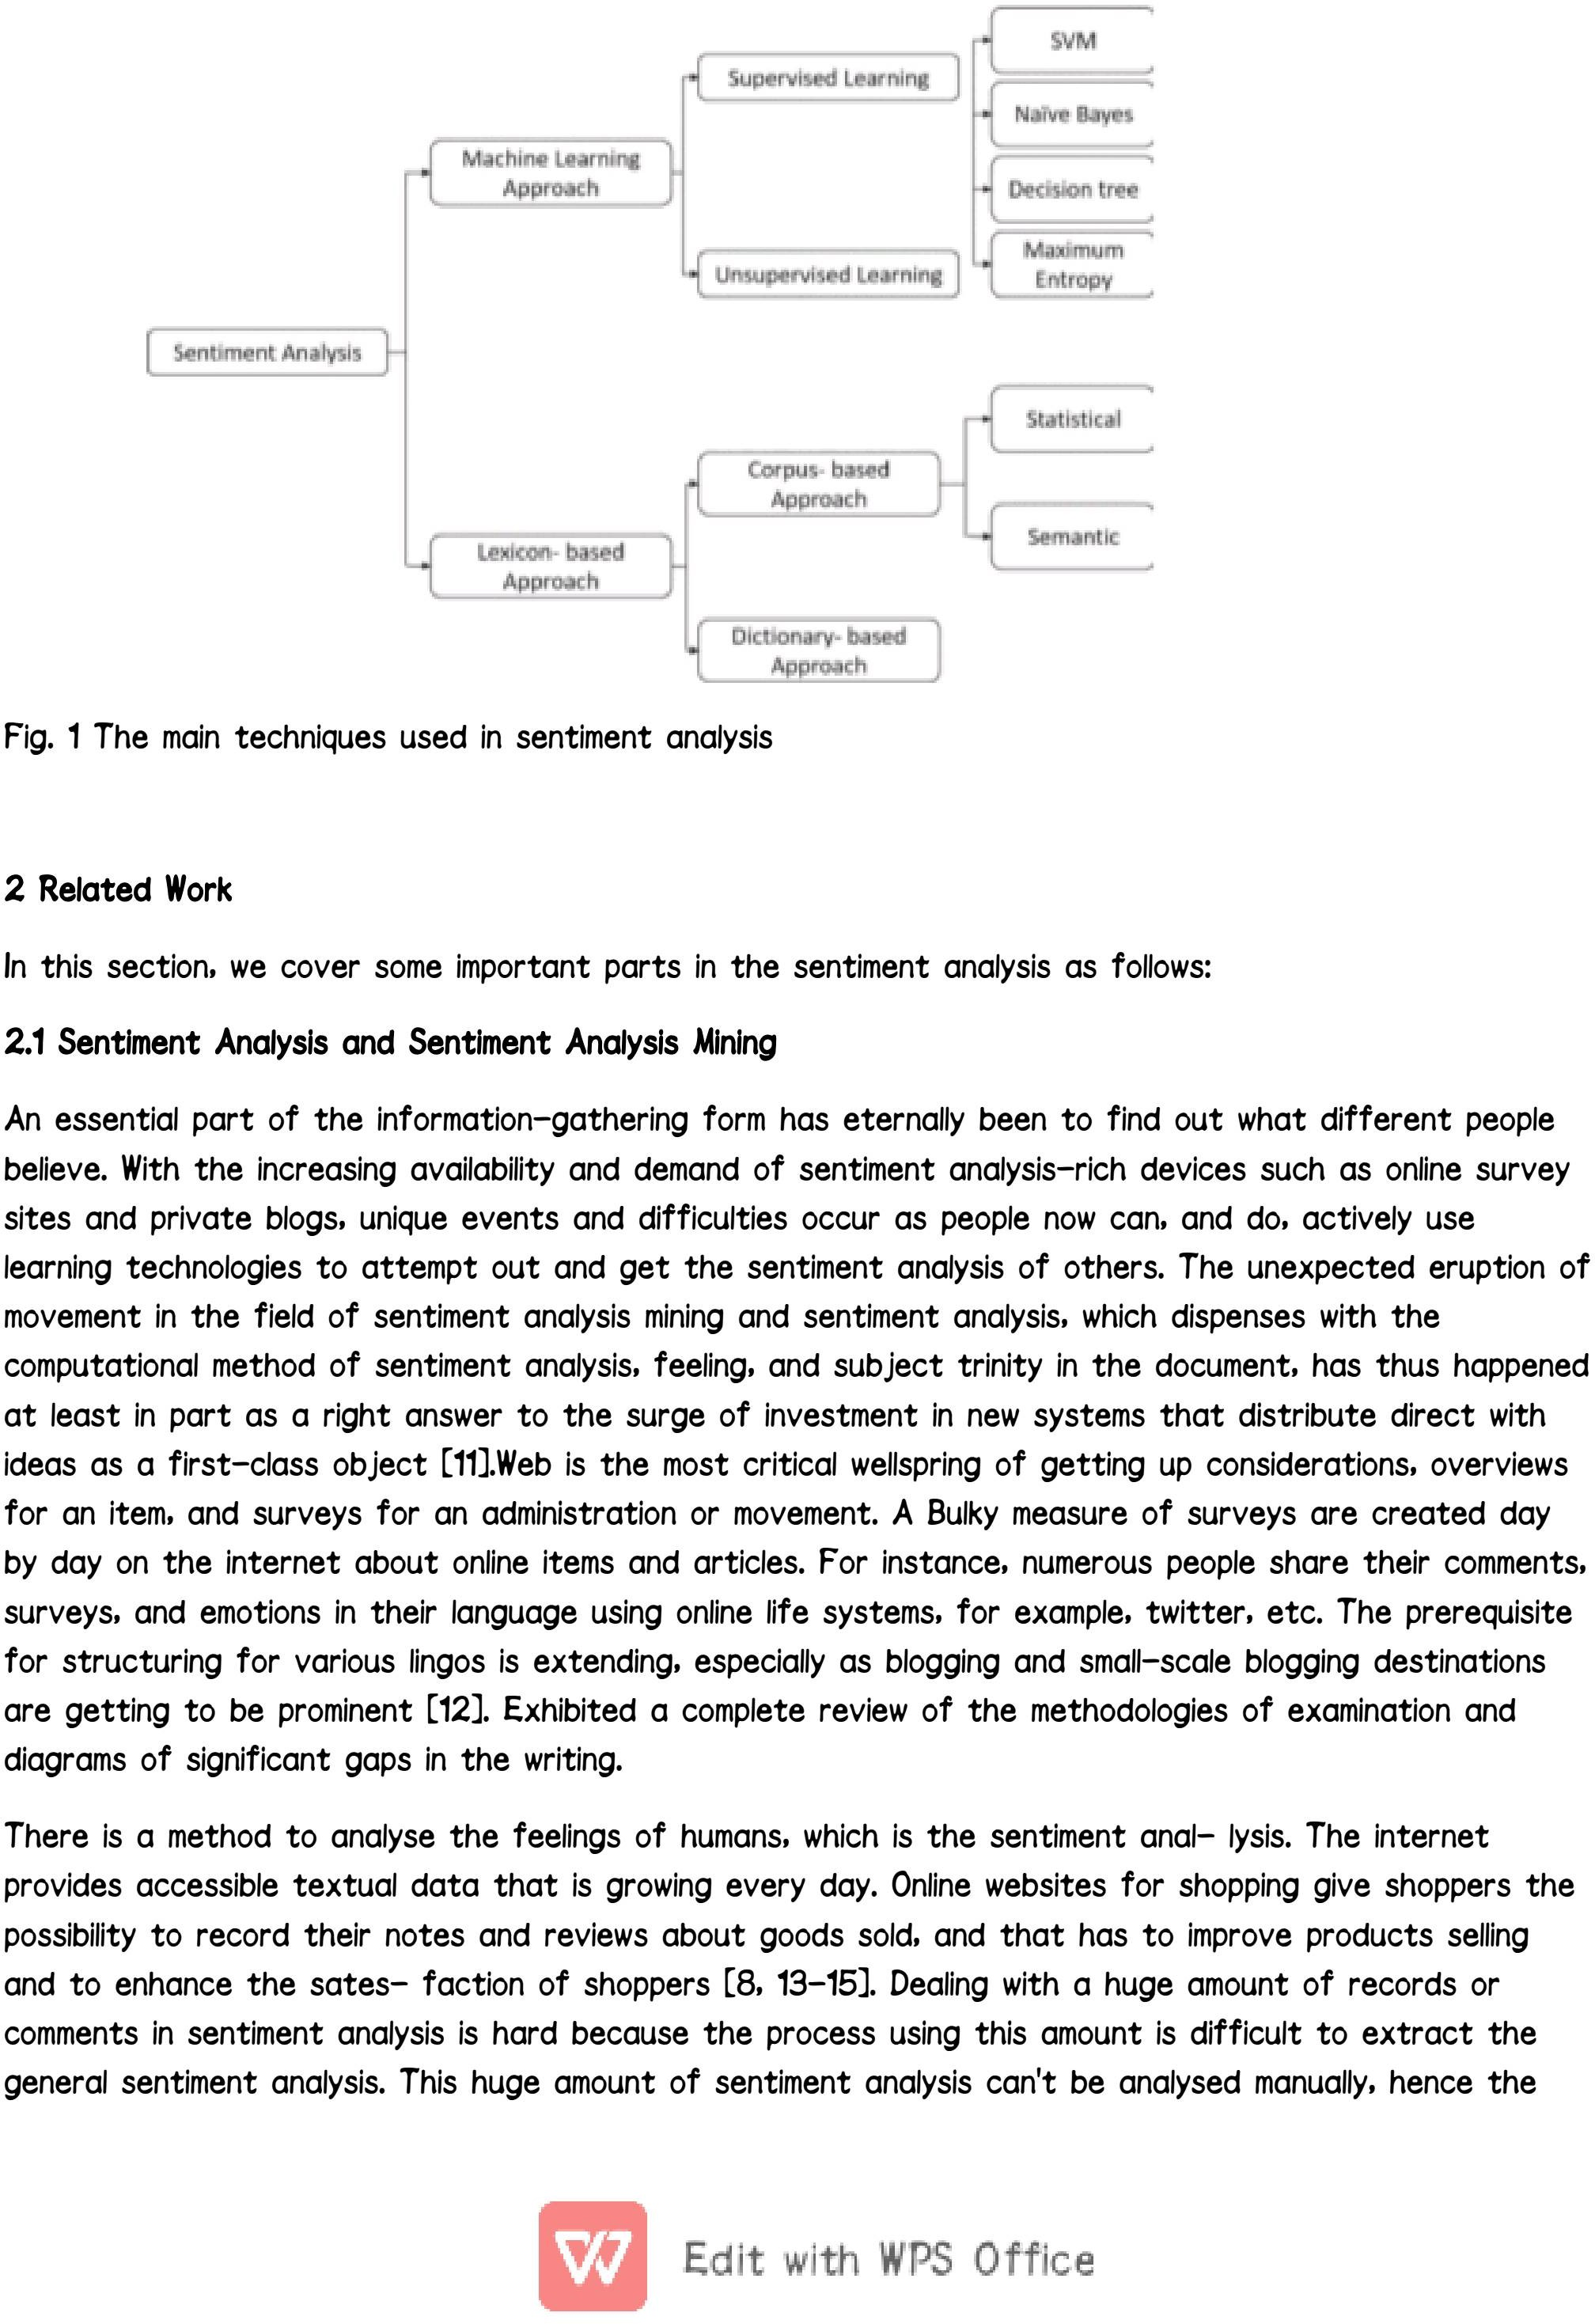 SVM
Supervised Learning
Naïve Bayes
Machine Learning
Approach
Decision tree
Maximum
Entropy
Unsupervised Learning
Sentiment Analysis
Statistical
Corpus- based
Approach
Semantic
Lexicon- based
Approach
Dictionary- based
Approach
Fig. 1 The main techniques used in sentiment analysis
2 Related Work
In this section, we cover some important parts in the sentiment analysis as follows:
2.1 Sentiment Analysis and Sentiment Analysis Mining
An essential part of the information-gathering form has eternally been to find out what different people
believe. With the increasing availability and demand of sentiment analysis-rich devices such as online survey
sites and private blogs, unique events and difficulties occur as people now can, and do, actively use
learning technologies to attempt out and get the sentiment analysis of others. The unexpected eruption of
movement in the field of sentiment analysis mining and sentiment analysis, which dispenses with the
computational method of sentiment analysis, feeling, and subject trinity in the document, has thus happened
at least in part as a right answer to the surge of investment in new systems that distribute direct with
ideas as a first-class object [11].Web is the most critical wellspring of getting up considerations, overviews
for an item, and surveys for an administration or movement. A Bulky measure of surveys are created day
by day on the internet about online items and articles. For instance, numerous people share their comments,
surveys, and emotions in their language using online life systems, for example, twitter, etc. The prerequisite
for structuring for various lingos is extending, especially as blogging and small-scale blogging destinations
are getting to be prominent [12]. Exhibited a complete review of the methodologies of examination and
diagrams of significant gaps in the writing.
There is a method to analyse the feelings of humans, which is the sentiment anal- lysis. The internet
provides accessible textual data that is growing every day. Online websites for shopping give shoppers the
possibility to record their notes and reviews about goods sold, and that has to improve products selling
and to enhance the sates- faction of shoppers [8, 13-15]. Dealing with a huge amount of records or
comments in sentiment analysis is hard because the process using this amount is difficult to extract the
general sentiment analysis. This huge amount of sentiment analysis can't be analysed manually, hence the
Edit with WPS Office